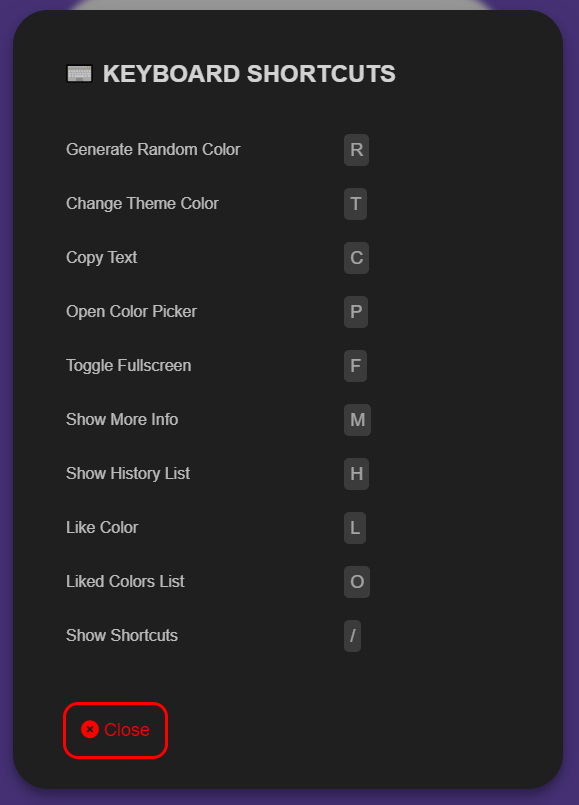 KEYBOARD SHORTCUTS
Generate Random Color R
Change Theme Color T
Copy Text C
Open Color Picker P
Toggle Fullscreen F
Show More Info M
Show History List H
Like Color L
Liked Colors List O
Show Shortcuts /
Close